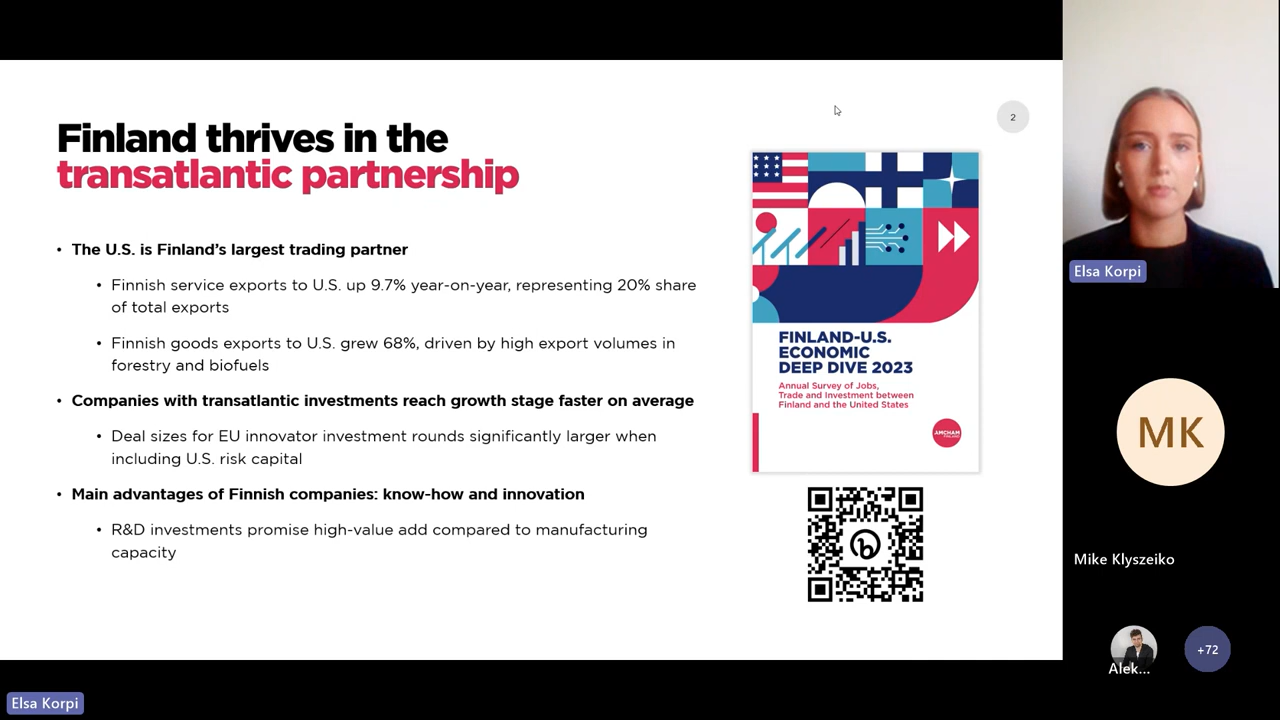 Finland thrives in the
transatlantic partnership
2
• The U.S. is Finland's largest trading partner
• Finnish service exports to U.S. up 9.7% year-on-year, representing 20% share
of total exports
• Finnish goods exports to U.S. grew 68%, driven by high export volumes in
forestry and biofuels
• Companies with transatlantic investments reach growth stage faster on average
• Deal sizes for EU innovator investment rounds significantly larger when
including U.S. risk capital
• Main advantages of Finnish companies: know-how and innovation
• R&D investments promise high-value add compared to manufacturing
capacity
FINLAND-U.S.
ECONOMIC
DEEP DIVE 2023
Annual Survey of Jobs,
Trade and Investment between
Finland and the United States
AMCHAM
FINLAND
b
Elsa Korpi
MK
Mike Klyszeiko
Alek...
+72
Elsa Korpi